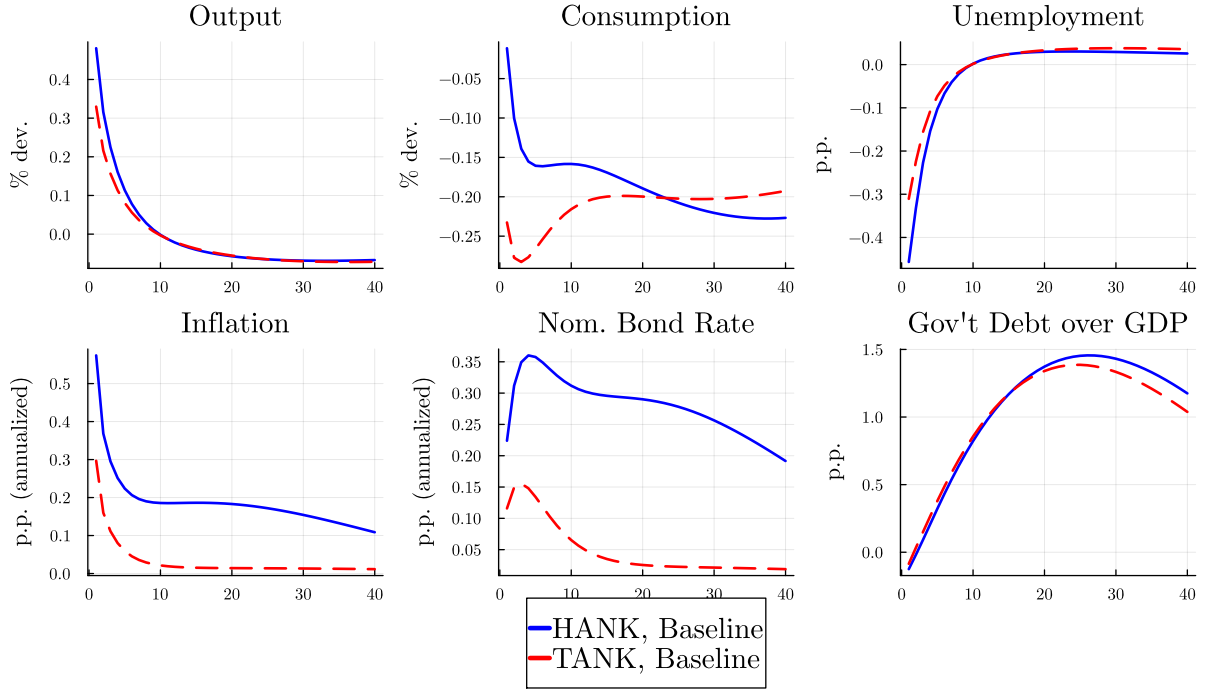 Output
% dev.
0.4
0.3
0.2
0.1
0.0
0 10 20 30 40
Consumption
% dev.
−0.05
−0.10
−0.15
−0.20
−0.25
0 10 20 30 40
Unemployment
p.p.
0.0
−0.1
−0.2
−0.3
−0.4
0 10 20 30 40
Inflation
p.p. (annualized)
0.5
0.4
0.3
0.2
0.1
0.0
0 10 20 30 40
Nom. Bond Rate
p.p. (annualized)
0.35
0.30
0.25
0.20
0.15
0.10
0.05
0 10 20 30 40
Gov't Debt over GDP
p.p.
1.5
1.0
0.5
0.0
0 10 20 30 40
HANK, Baseline
TANK, Baseline